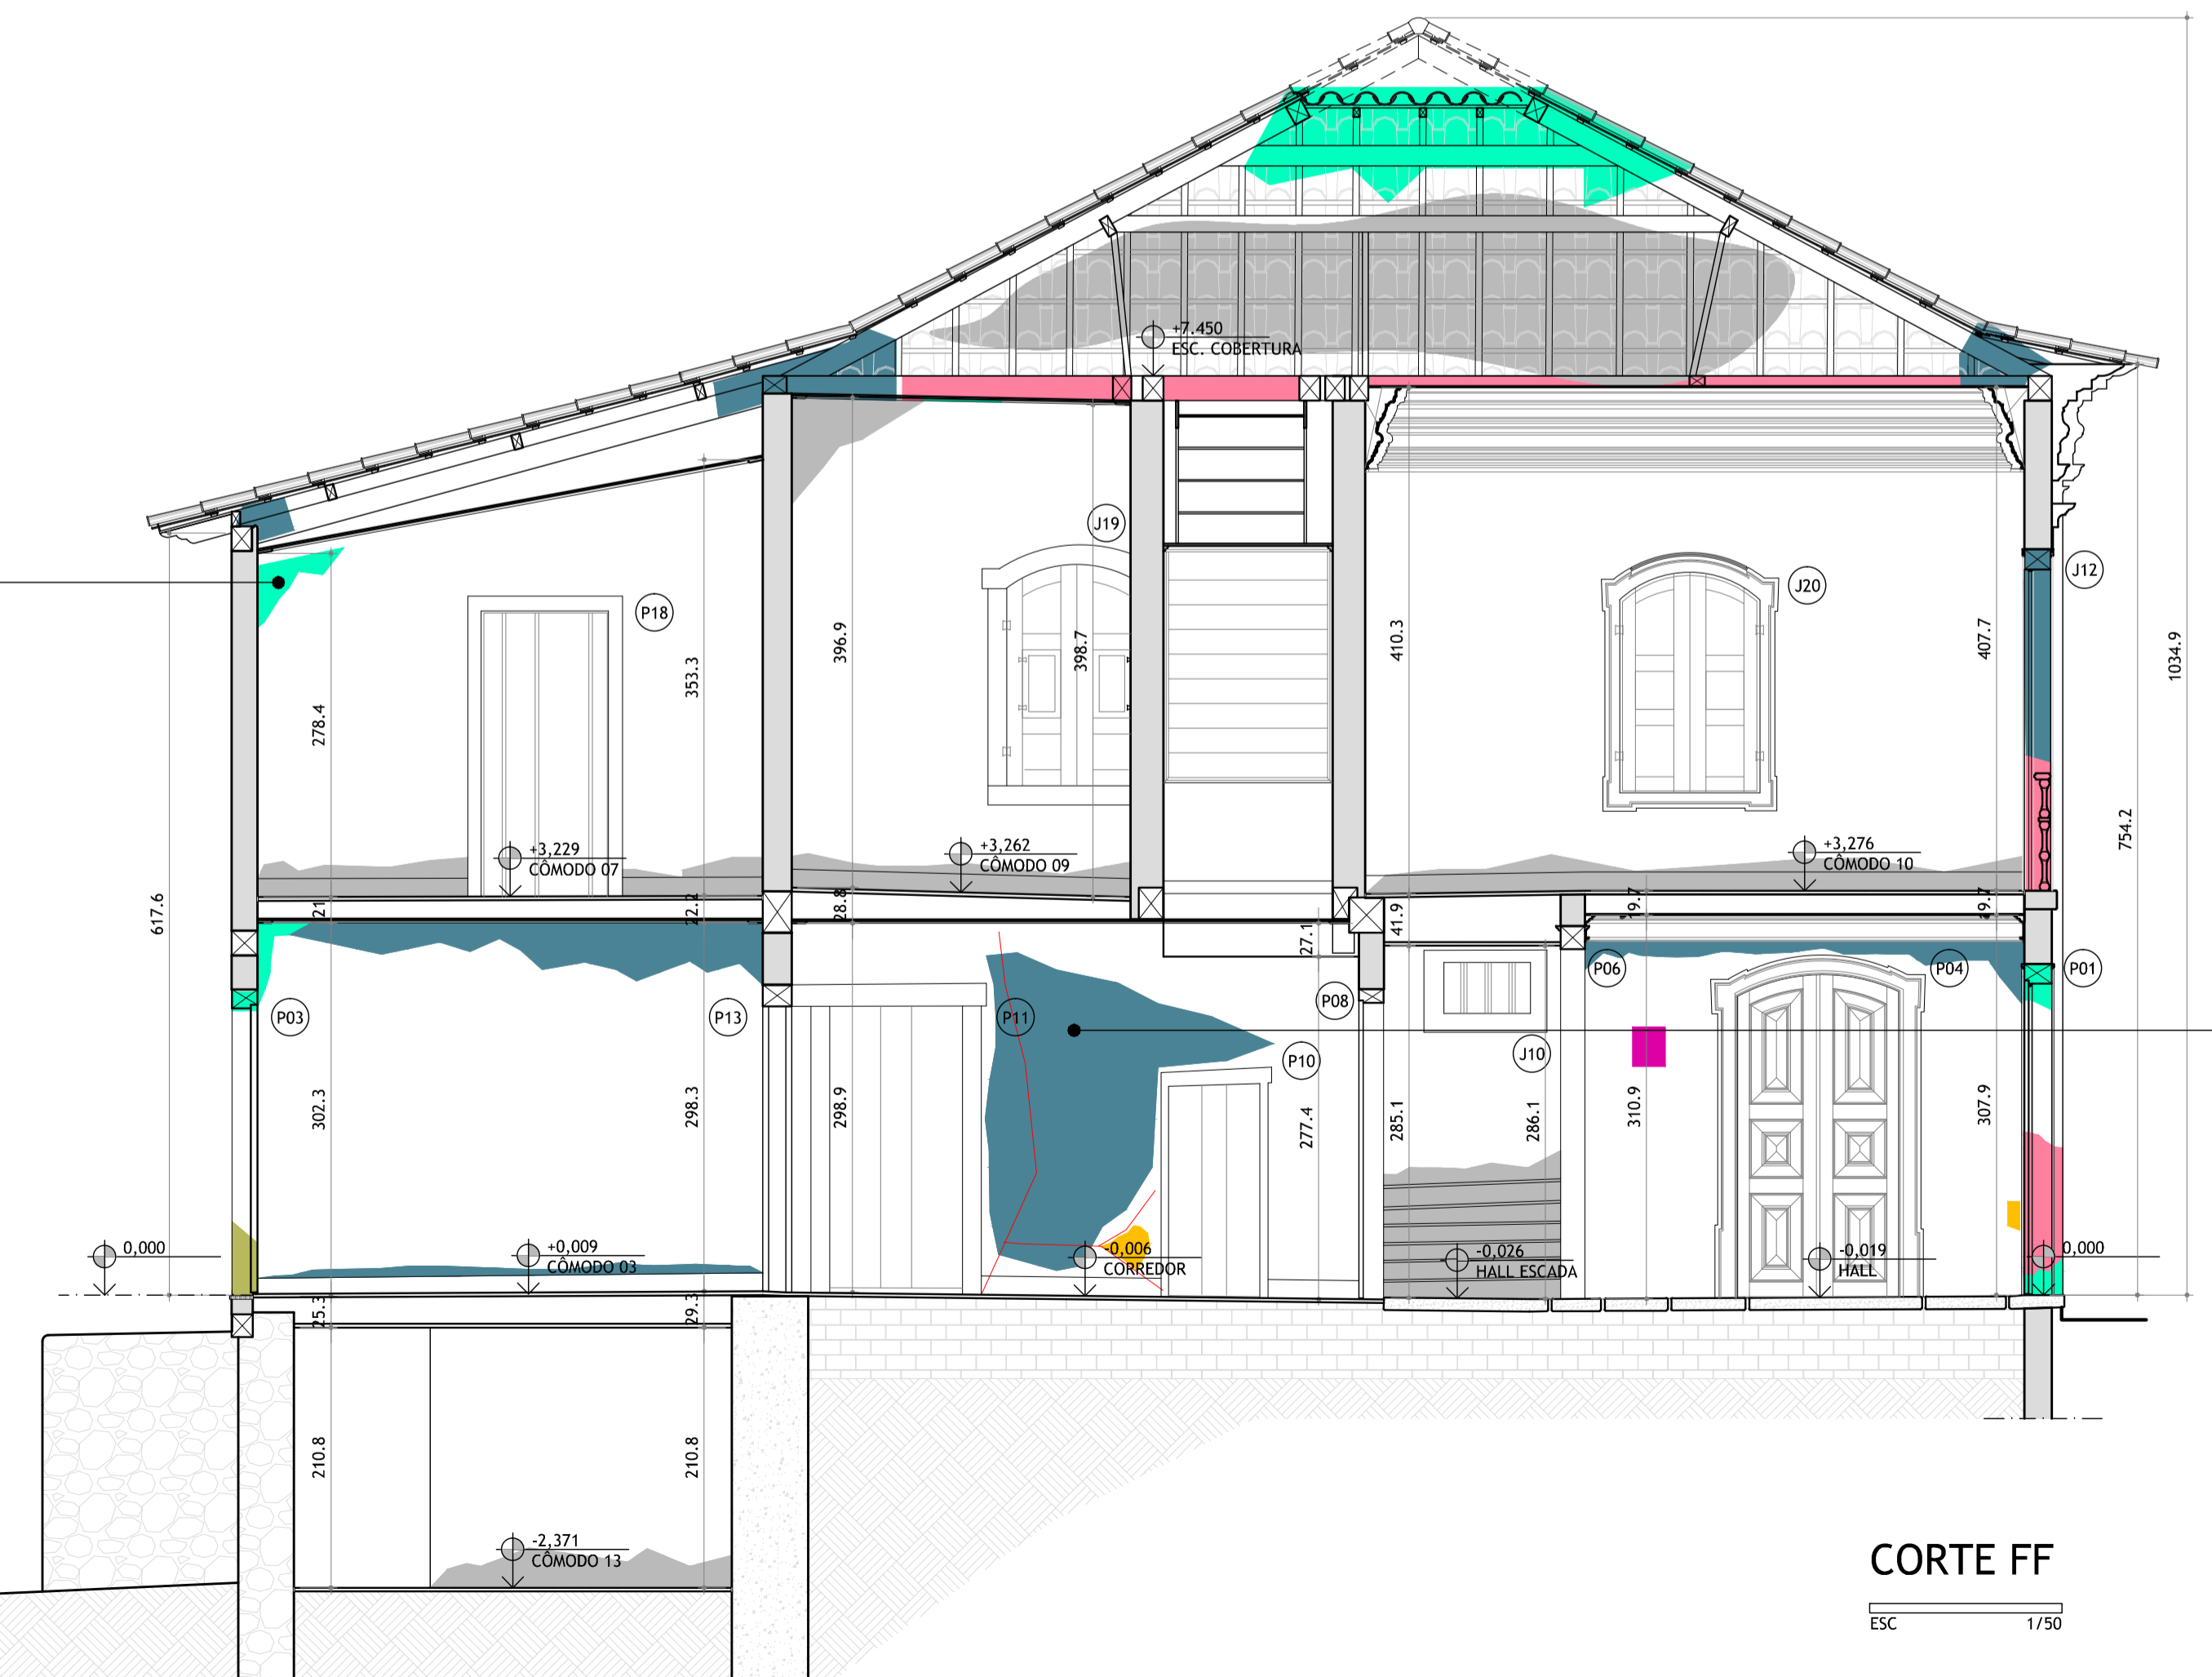 +7.450
ESC. COBERTURA
J19
J12
J20
P18
396.9
398.7
410.3
407.7
1034.9
353.3
278.4
754.2
617.6
+3,229
CÔMODO 07
+3,262
CÔMODO 09
+3,276
CÔMODO 10
21
22.2
28.8
41.9
19.7
19.7
27.1
P06
P04
P01
P03
P13
P11
P08
P10
J10
302.3
298.3
298.9
277.4
285.1
286.1
310.9
307.9
0,000
+0,009
CÔMODO 03
-0,006
CORREDOR
-0,026
HALL ESCADA
-0,019
HALL
0,000
25.3
29.3
210.8
210.8
-2,371
CÔMODO 13
CORTE FF
ESC 1/50